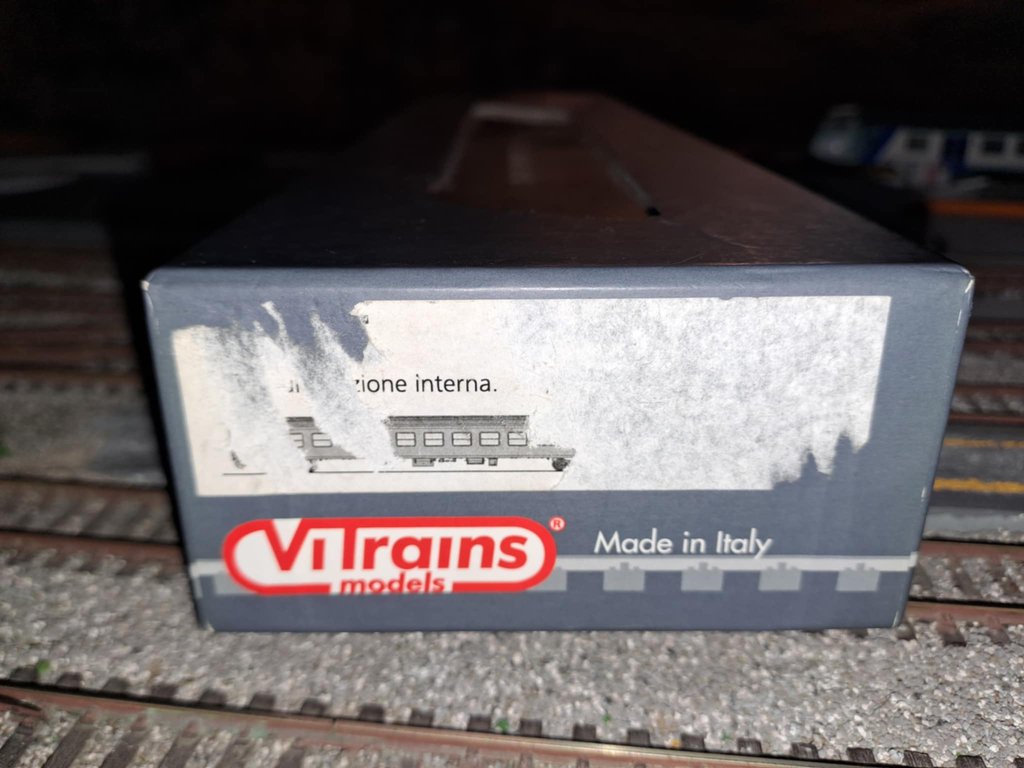 zione interna.
ViTrains®
models
Made in Italy